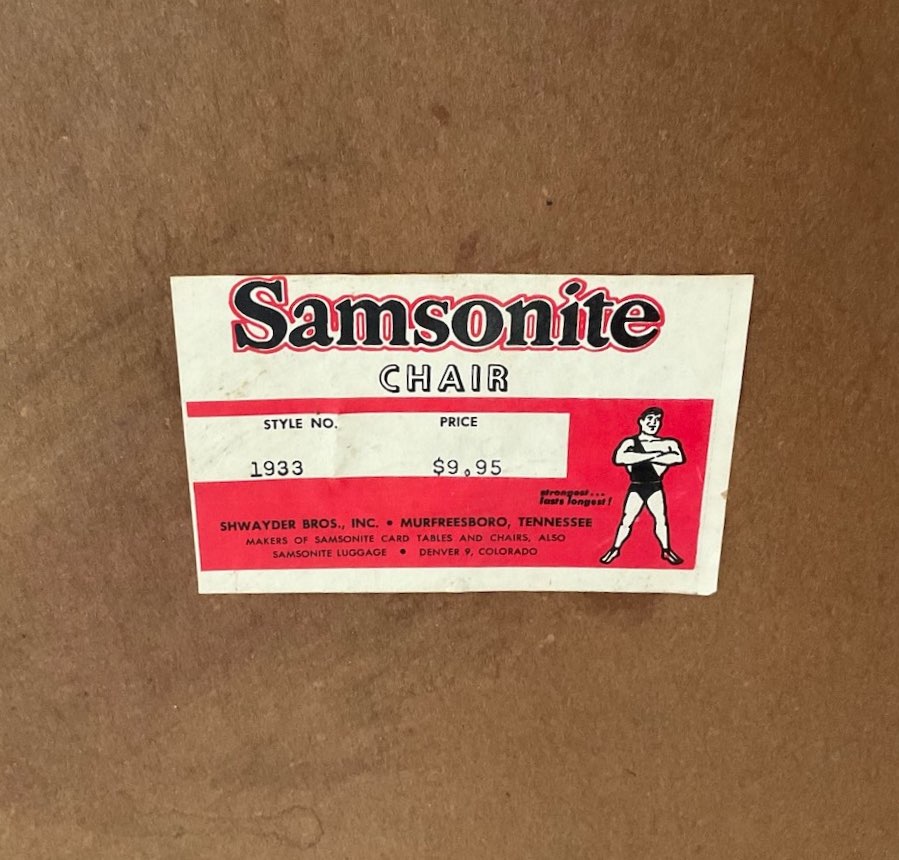 Samsonite
CHAIR
STYLE NO. PRICE
1933 $9.95
strongest...
lasts longest!
SHWAYDER BROS., INC. • MURFREESBORO, TENNESSEE
MAKERS OF SAMSONITE CARD TABLES AND CHAIRS, ALSO
SAMSONITE LUGGAGE • DENVER 9, COLORADO